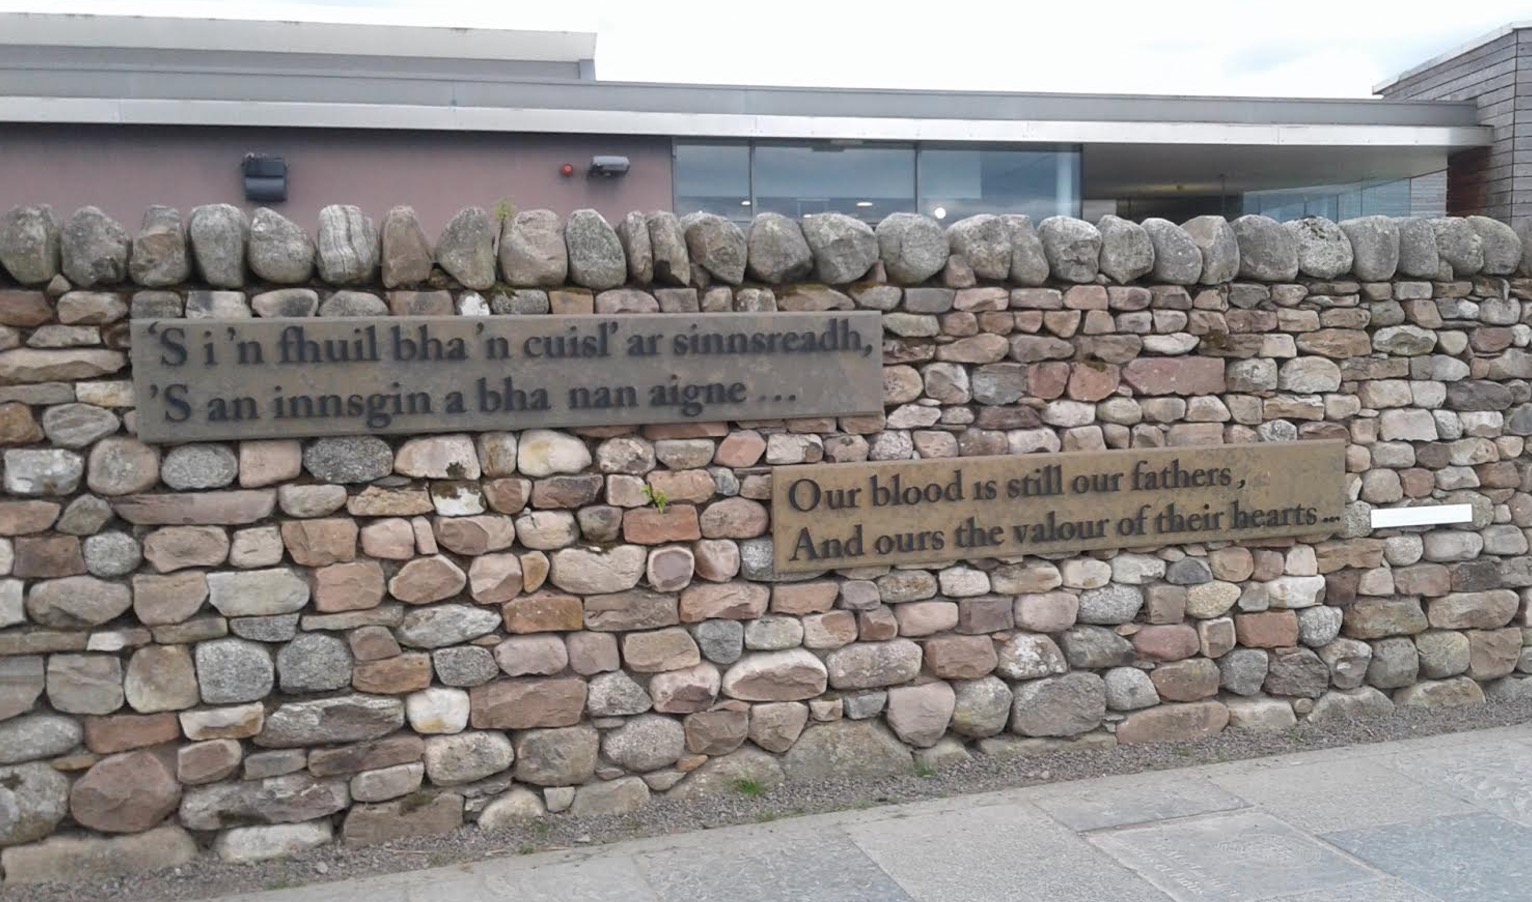 ‘S i ’n fhuil bha ’n cuisl’ ar sinnsreadh,
’S an innsgin a bha nan aigne ...
Our blood is still our fathers,
And ours the valour of their hearts...